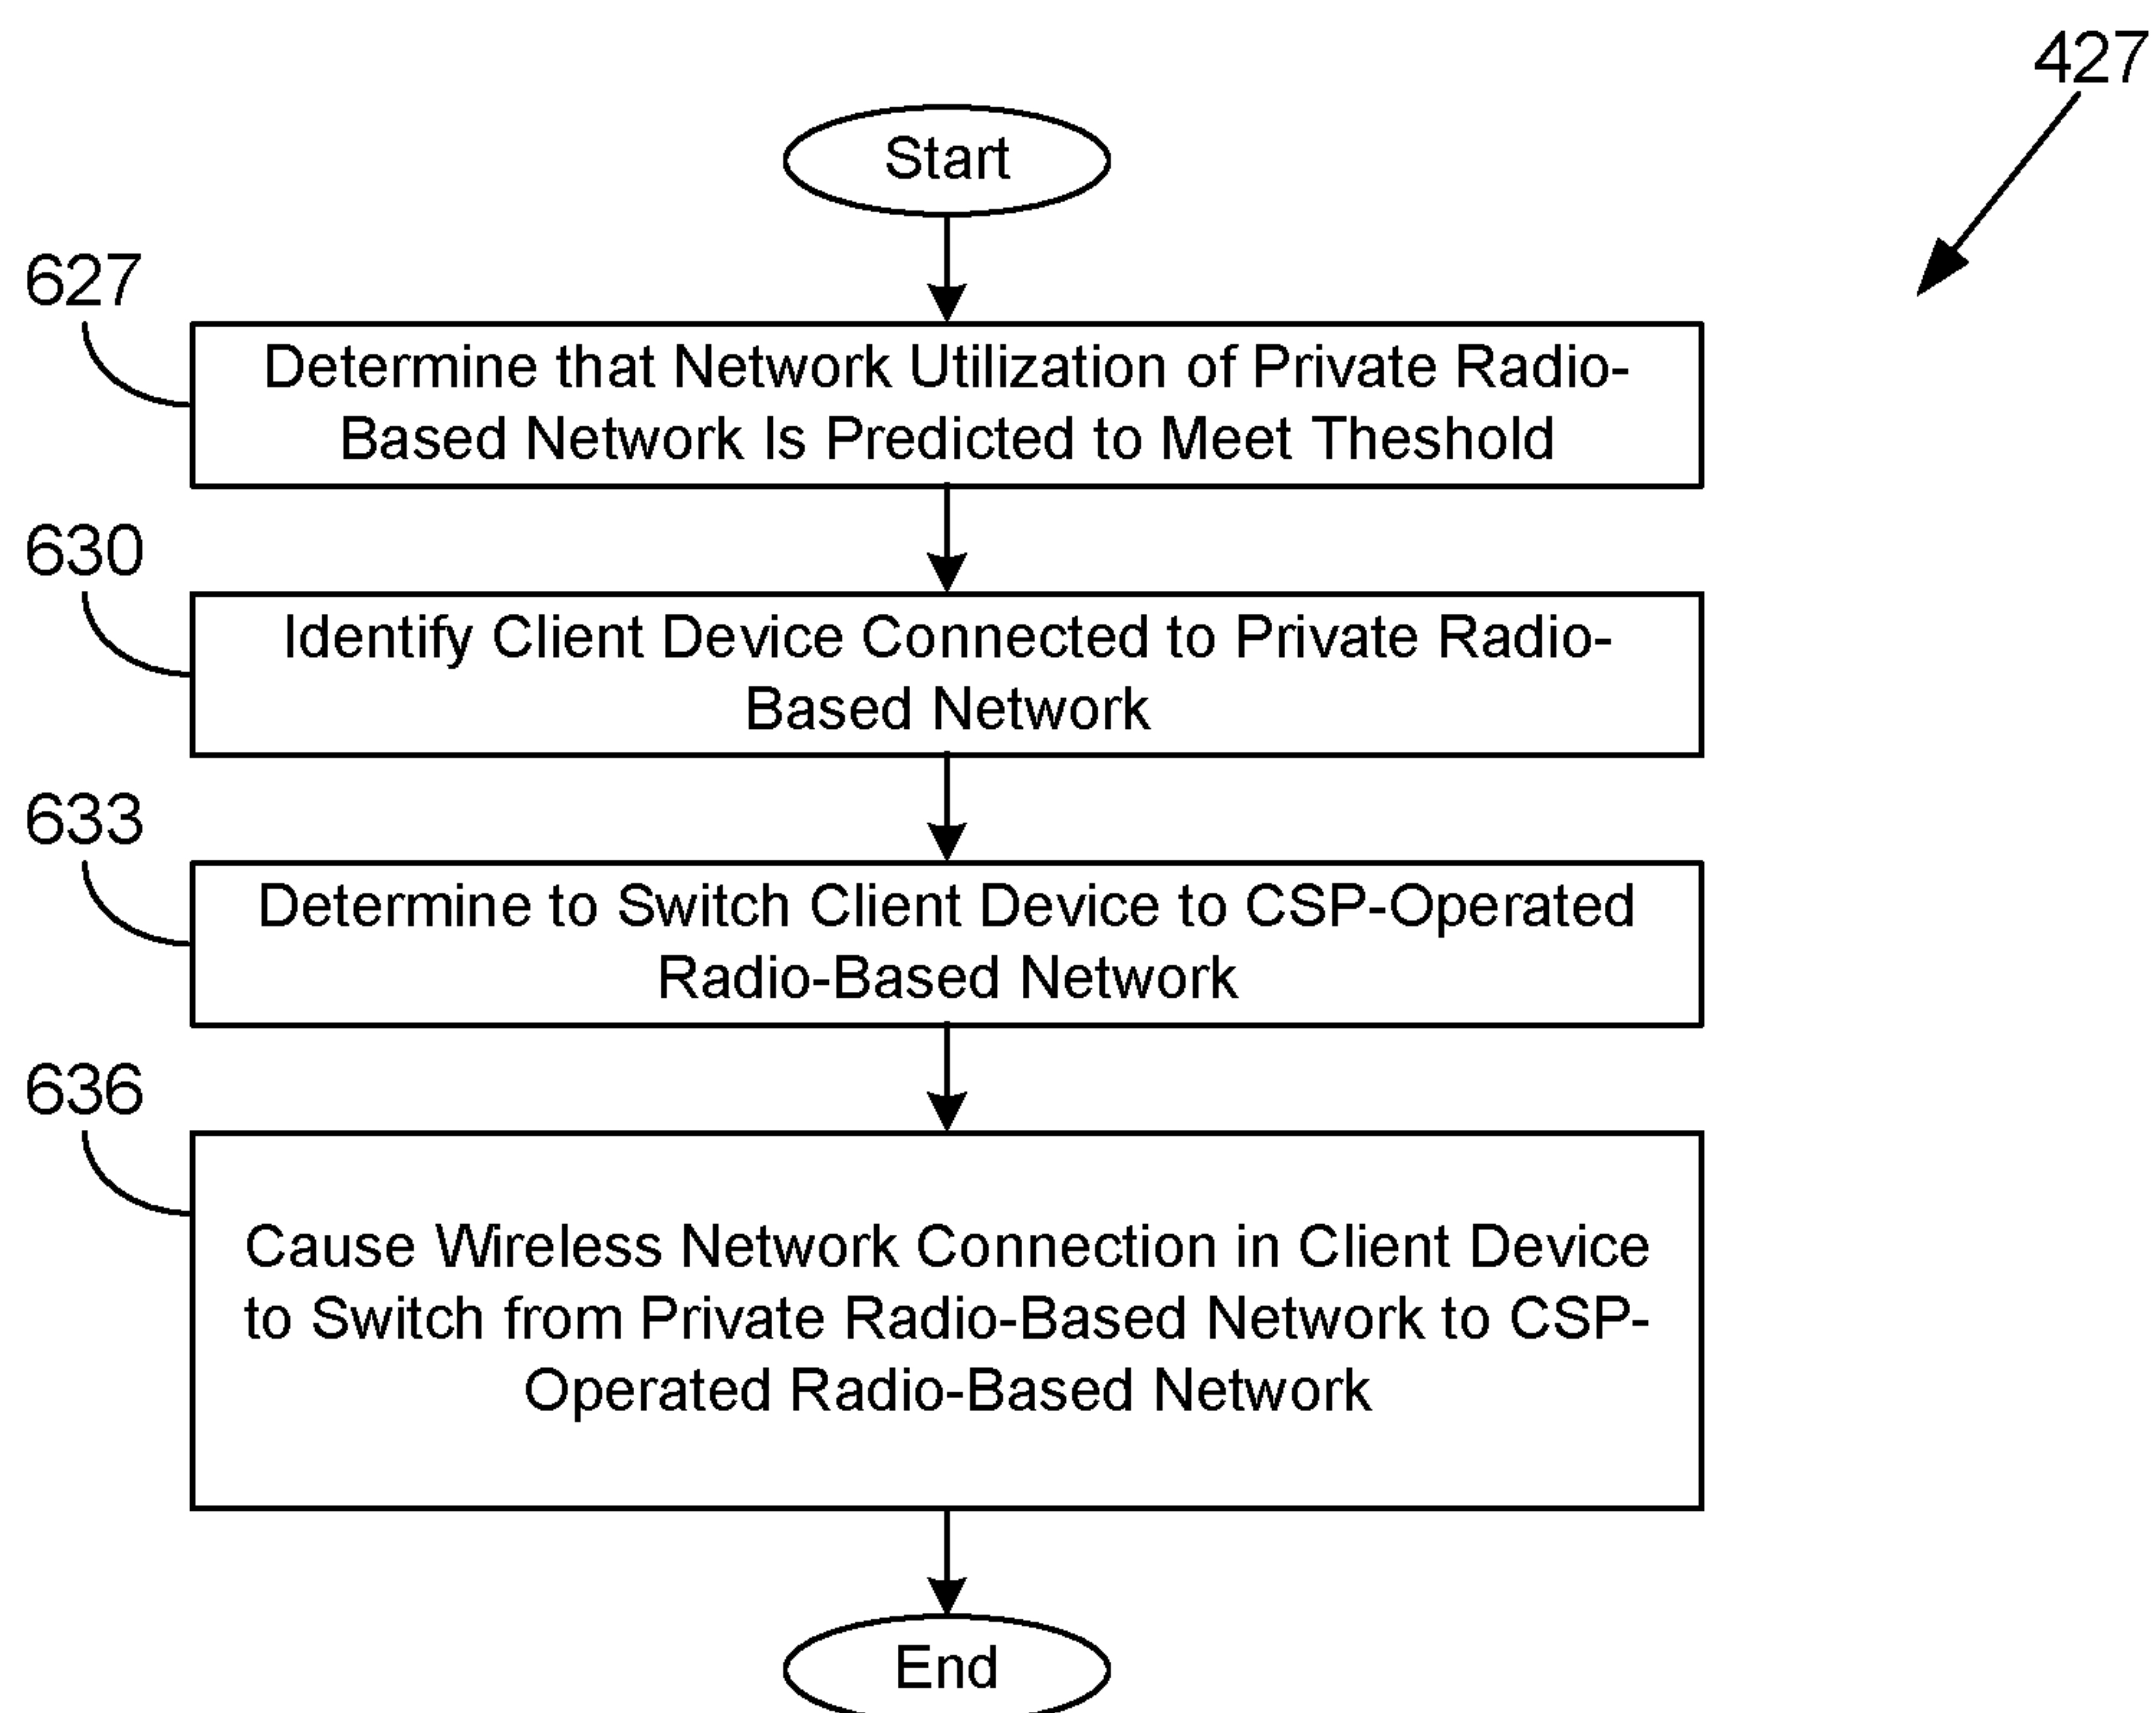 427
Start
627
Determine that Network Utilization of Private Radio-
Based Network Is Predicted to Meet Theshold
630
Identify Client Device Connected to Private Radio-
Based Network
633
Determine to Switch Client Device to CSP-Operated
Radio-Based Network
636
Cause Wireless Network Connection in Client Device
to Switch from Private Radio-Based Network to CSP-
Operated Radio-Based Network
End